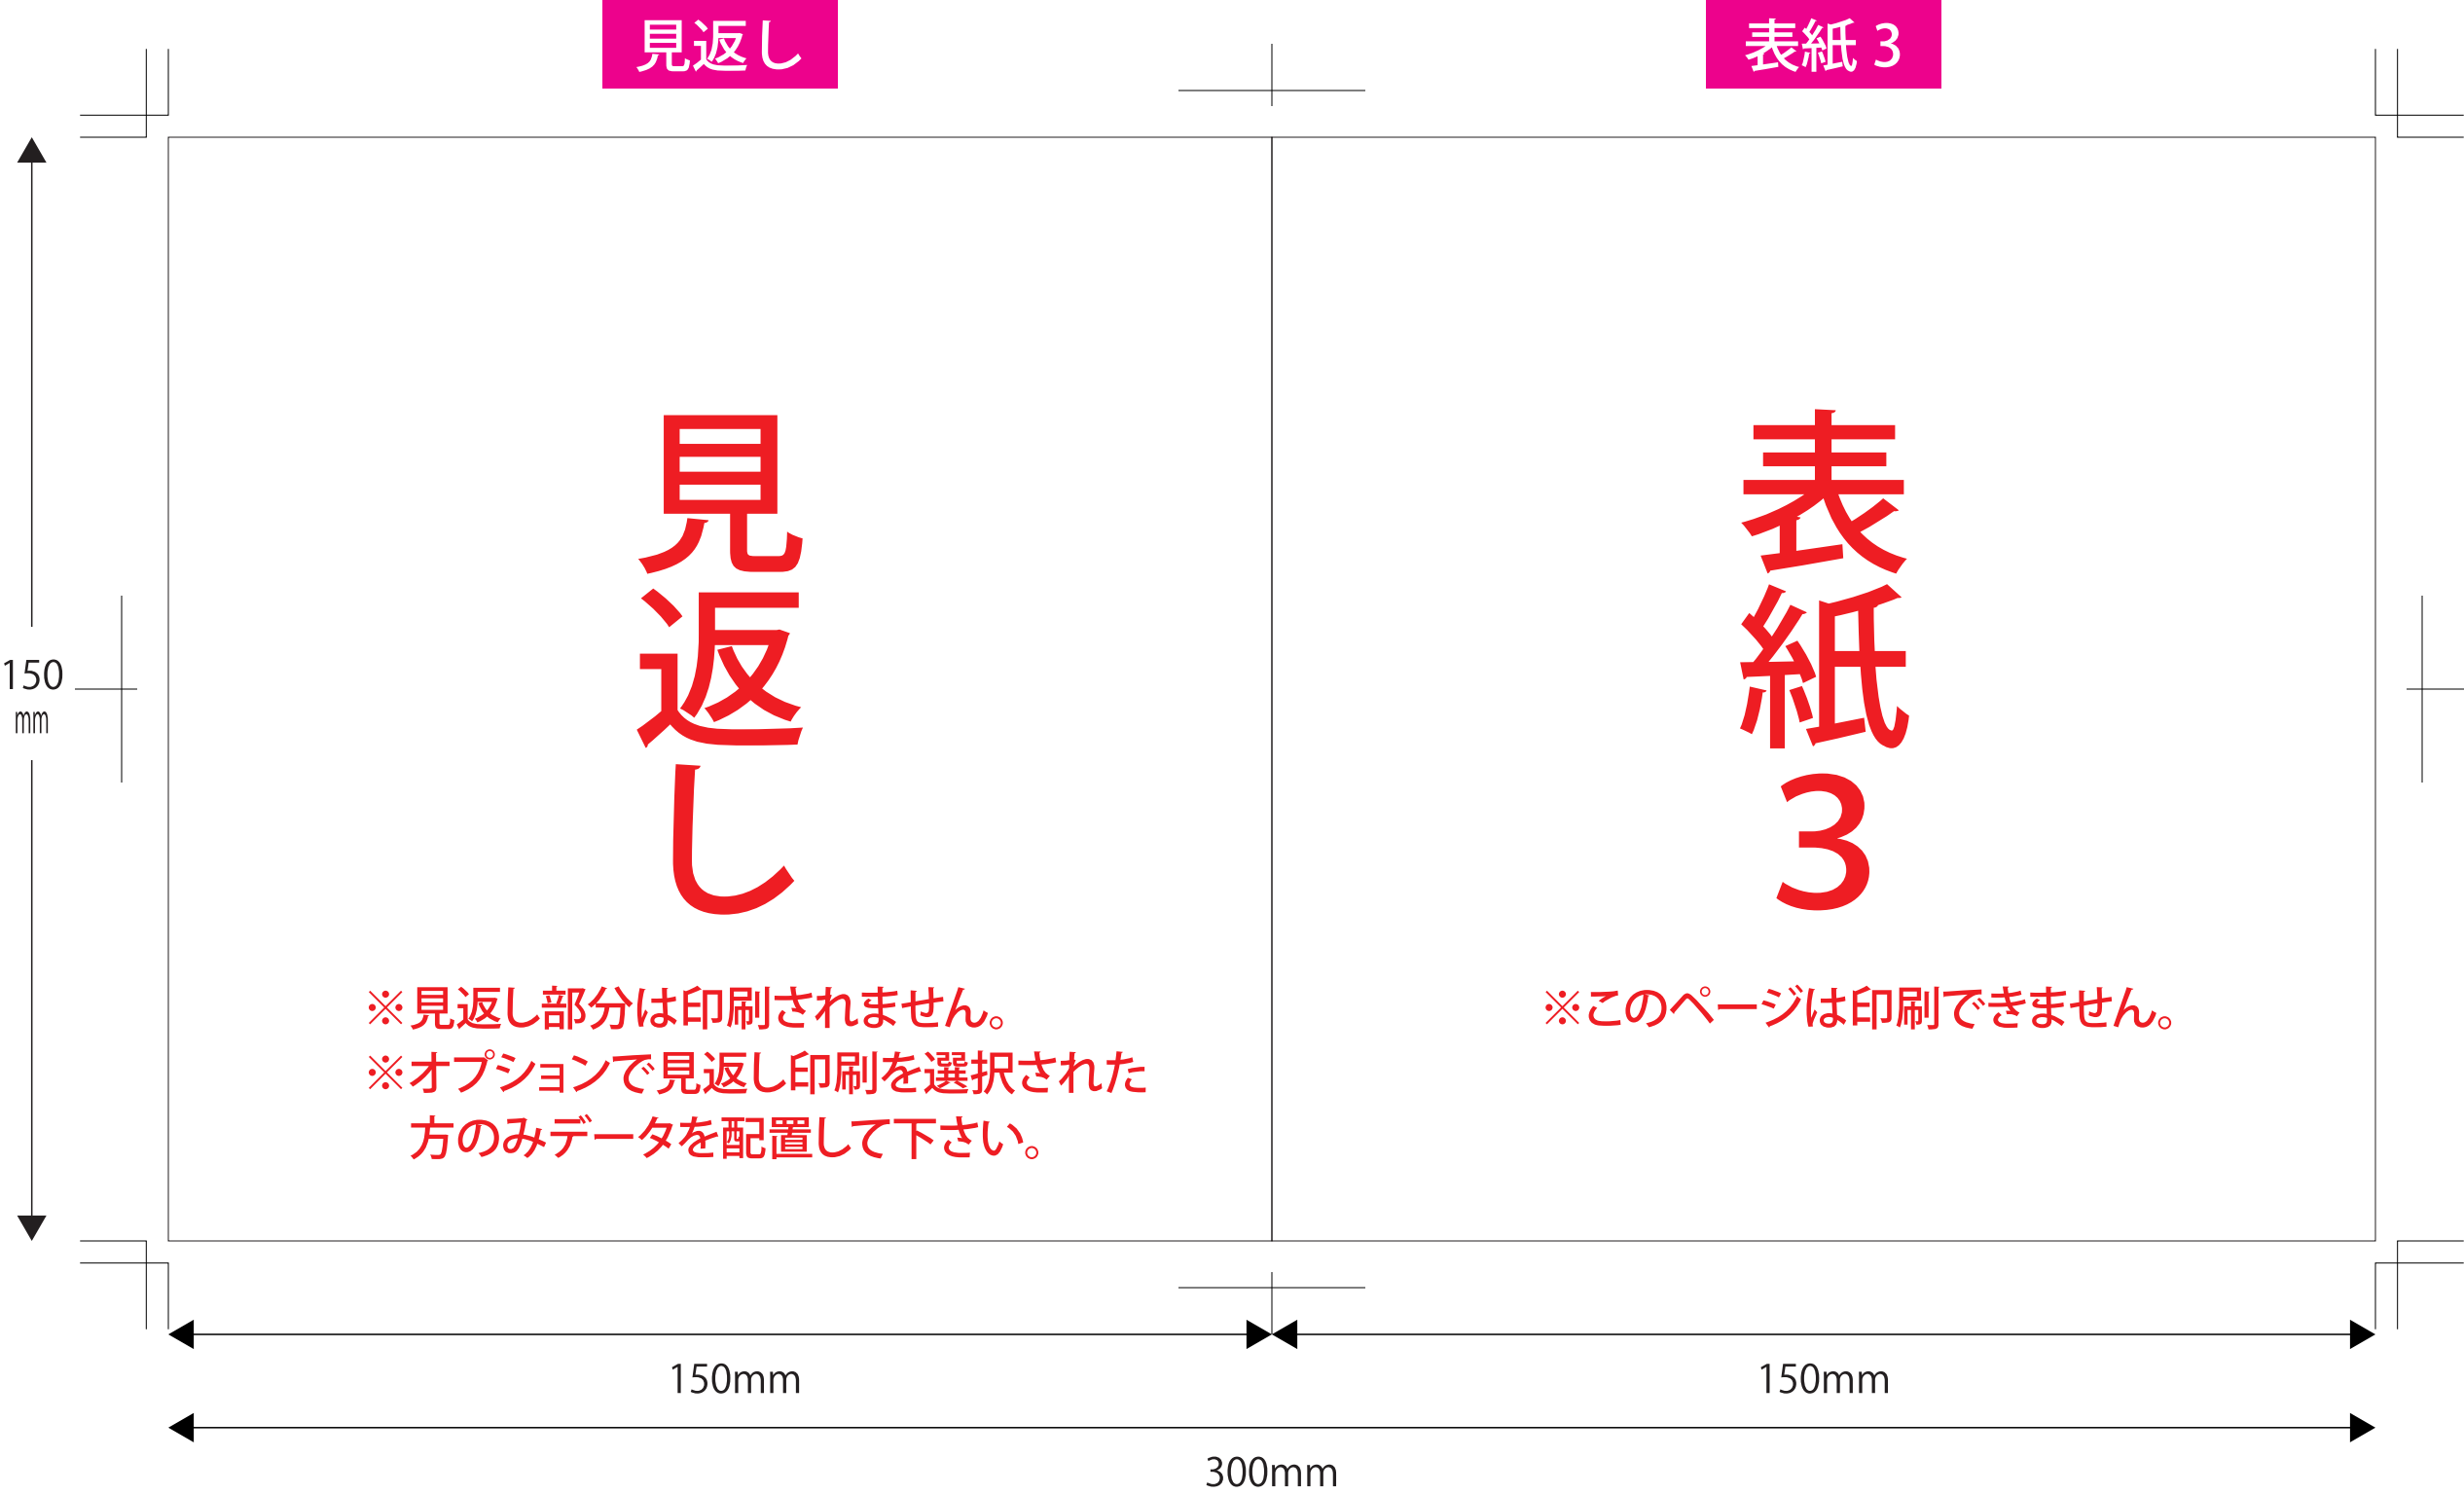 見返し
表紙 3
見返し
表紙3
※見返し部分は印刷されません。
※オプションで見返し印刷を選択された
方のみデータを配置して下さい。
※このページは印刷できません。
150
mm
150mm
150mm
300mm